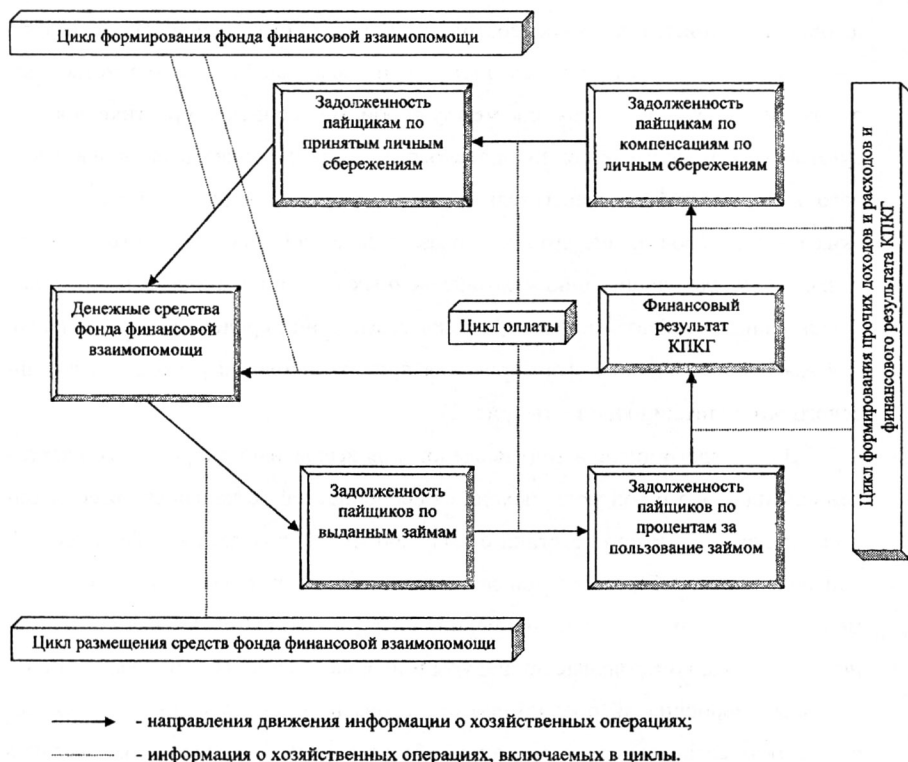 Цикл формирования фонда финансовой взаимопомощи
Задолженность
пайщикам по
принятым личным
сбережениям
Задолженность
пайщикам по
компенсациям по
личным сбережениям
Цикл формирования прочих доходов и расходов и
финансового результата КПКГ
Денежные средства
фонда финансовой
взаимопомощи
Цикл оплаты
Финансовый
результат
КПКГ
Задолженность
пайщиков по
выданным займам
Задолженность
пайщиков по
процентам за
пользование займом
Цикл размещения средств фонда финансовой взаимопомощи
- направления движения информации о хозяйственных операциях;
- информация о хозяйственных операциях, включаемых в циклы.